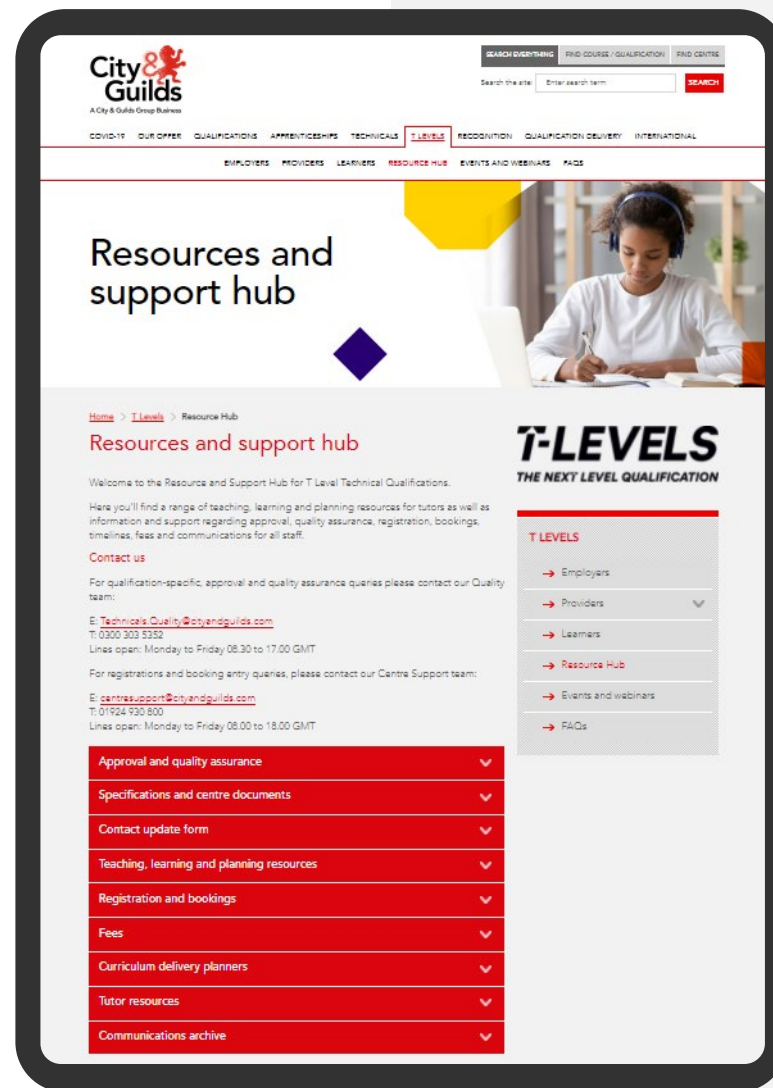 City&
Guilds
A City & Guilds Group Business
SEARCH EVERYTHING
FIND COURSE / QUALIFICATION
FIND CENTRE
Search the site:
Enter search term
SEARCH
COVID-19 OUR OFFER QUALIFICATIONS APPRENTICESHIPS TECHNICALS T LEVELS RECOGNITION QUALIFICATION DELIVERY INTERNATIONAL
EMPLOYERS PROVIDERS LEARNERS RESOURCE HUB EVENTS AND WEBINARS FAQS
Resources and
support hub
Home > T Levels > Resource Hub
Resources and support hub
Welcome to the Resource and Support Hub for T Level Technical Qualifications.
Here you'll find a range of teaching, learning and planning resources for tutors as well as
information and support regarding approval, quality assurance, registration, bookings,
timelines, fees and communications for all staff.
Contact us
For qualification-specific, approval and quality assurance queries please contact our Quality
team:
E: Technicals.Quality@cityandguilds.com
T: 0300 303 5352
Lines open: Monday to Friday 08.30 to 17.00 GMT
For registrations and booking entry queries, please contact our Centre Support team:
E: centresupport@cityandguilds.com
T: 01924 930 800
Lines open: Monday to Friday 08.00 to 18.00 GMT
Approval and quality assurance
Specifications and centre documents
Contact update form
Teaching, learning and planning resources
Registration and bookings
Fees
Curriculum delivery planners
Tutor resources
Communications archive
T-LEVELS
THE NEXT LEVEL QUALIFICATION
T LEVELS
Employers
Providers
Learners
Resource Hub
Events and webinars
FAQs